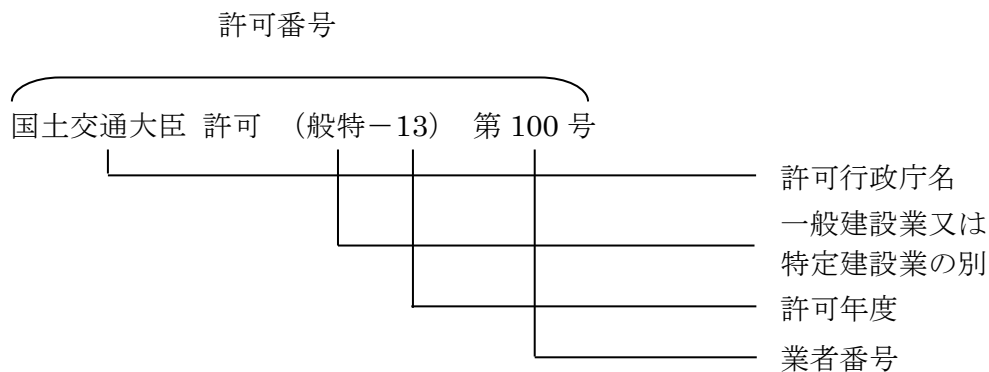 許可番号
国土交通大臣 許可 (般特－13) 第 100 号
許可行政庁名
一般建設業又は
特定建設業の別
許可年度
業者番号